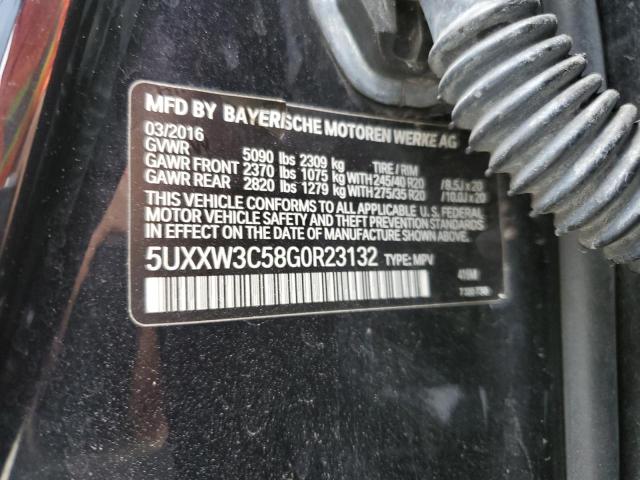 MFD BY BAYERISCHE MOTOREN WERKE AG
03/2016
GVWR 5090 lbs 2309 kg TIRE / RIM
GAWR FRONT 2370 lbs 1075 kg WITH 245/40 R20 / 8.5J x 20
GAWR REAR 2820 lbs 1279 kg WITH 275/35 R20 / 10.0J x 20
THIS VEHICLE CONFORMS TO ALL APPLICABLE U.S. FEDERAL
MOTOR VEHICLE SAFETY AND THEFT PREVENTION STANDARDS
IN EFFECT ON THE DATE OF MANUFACTURE SHOWN ABOVE.
5UXXW3C58G0R23132 TYPE: MPV